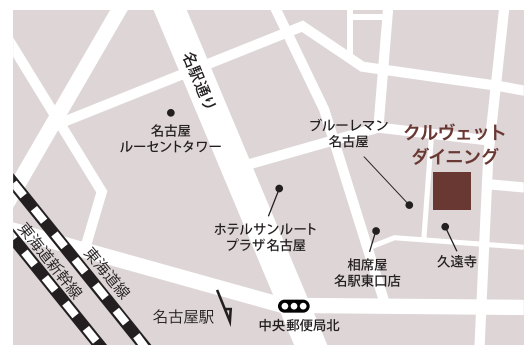 名駅通り
名古屋
ルーセントタワー
ブルーレマン
名古屋
クルヴェット
ダイニング
ホテルサンルート
プラザ名古屋
相席屋
名駅東口店
久遠寺
東海道線
東海道新幹線
名古屋駅
中央郵便局北